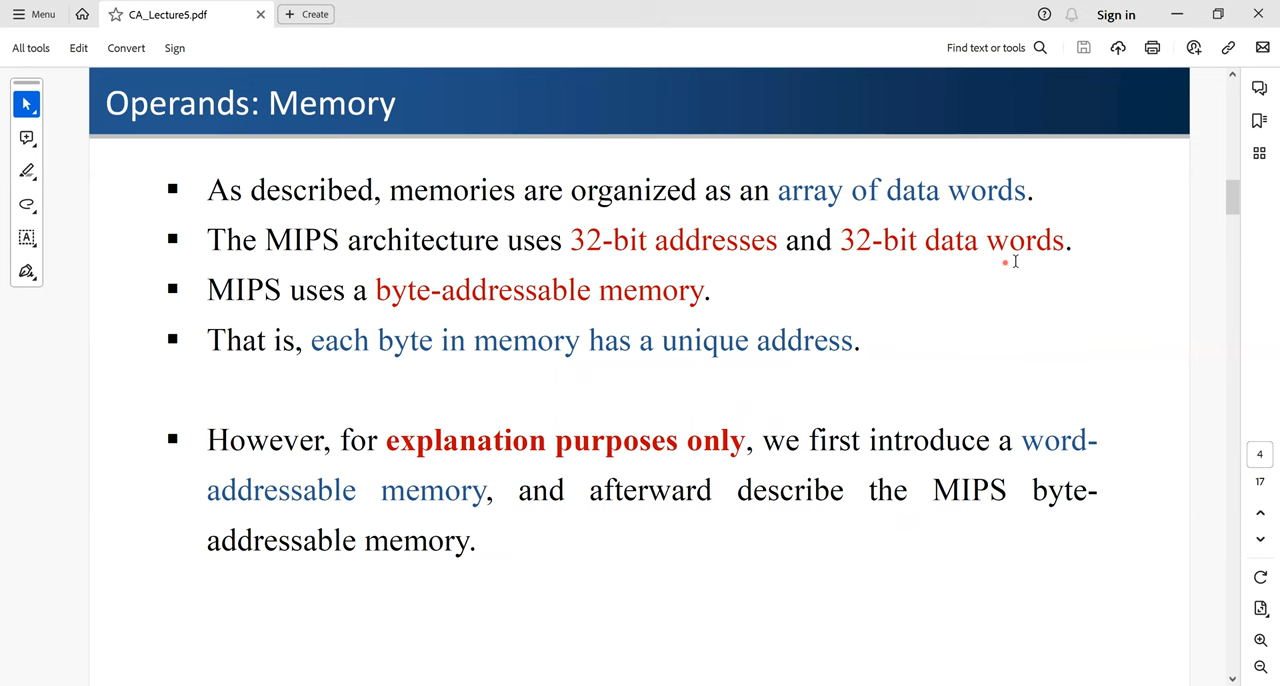 Menu
CA_Lecture5.pdf
Create
Sign in
All tools
Edit
Convert
Sign
Find text or tools
Operands: Memory
▪ As described, memories are organized as an array of data words.
▪ The MIPS architecture uses 32-bit addresses and 32-bit data words.
▪ MIPS uses a byte-addressable memory.
▪ That is, each byte in memory has a unique address.
▪ However, for explanation purposes only, we first introduce a word-
addressable memory, and afterward describe the MIPS byte-
addressable memory.
4
17